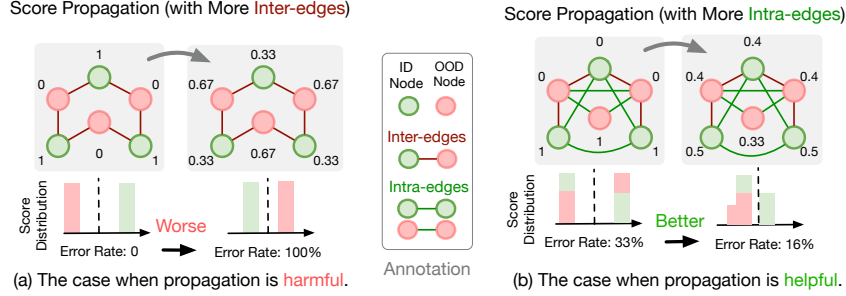 Score Propagation (with More Inter-edges)
1
0
0
1
0
1
0.33
0.67
0.67
0.33
0.67
0.33
Score
Distribution
Worse
Error Rate: 0
Error Rate: 100%
(a) The case when propagation is harmful.
ID
Node
OOD
Node
Inter-edges
Intra-edges
Annotation
Score Propagation (with More Intra-edges)
0
0
0
1
1
1
0.4
0.4
0.4
0.5
0.33
0.5
Score
Distribution
Better
Error Rate: 33%
Error Rate: 16%
(b) The case when propagation is helpful.